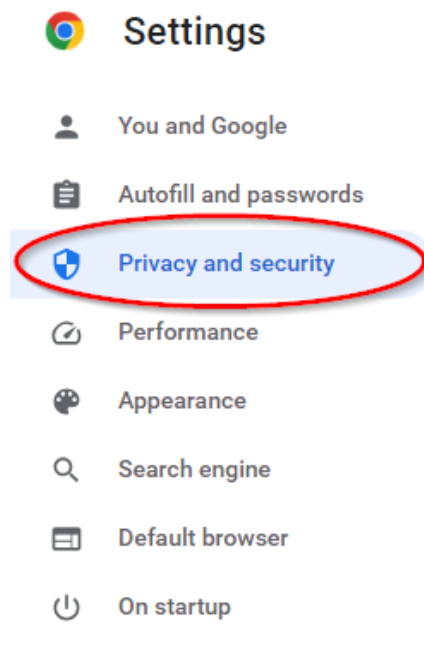 Settings
You and Google
Autofill and passwords
Privacy and security
Performance
Appearance
Search engine
Default browser
On startup